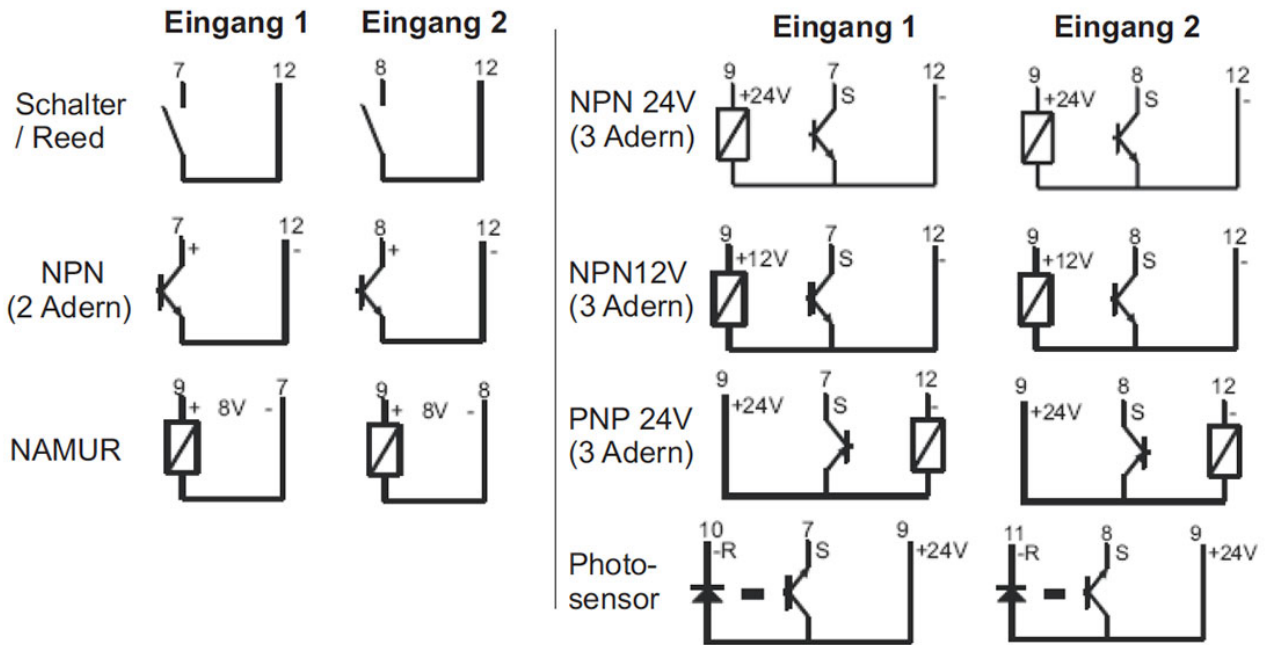 Eingang 1 Eingang 2
7 12 8 12
Schalter
/ Reed
7 12 8 12
+ - + -
NPN
(2 Adern)
9 7 9 8
+ 8V - + 8V -
NAMUR
Eingang 1 Eingang 2
9 7 12 9 8 12
+24V S - +24V S -
NPN 24V
(3 Adern)
9 7 12 9 8 12
+12V S - +12V S -
NPN12V
(3 Adern)
9 7 12 9 8 12
+24V S - +24V S -
PNP 24V
(3 Adern)
10 7 9 11 8 9
-R S +24V -R S +24V
Photo-
sensor